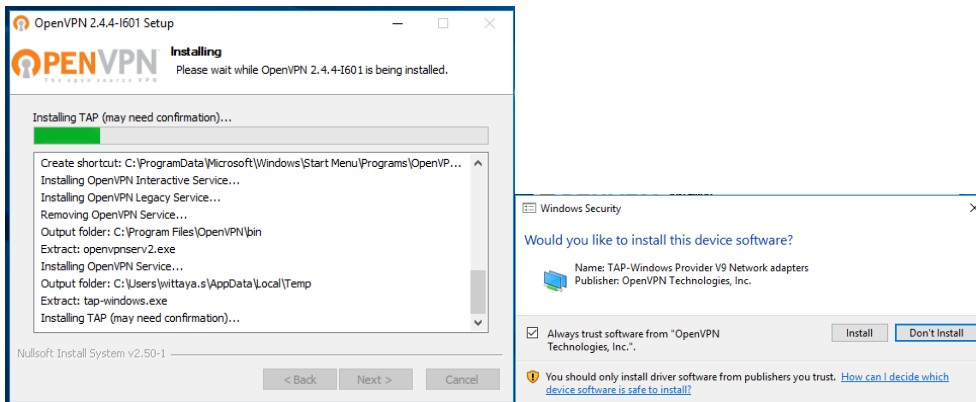 OpenVPN 2.4.4-I601 Setup
OPENVPN
The open source VPN
Installing
Please wait while OpenVPN 2.4.4-I601 is being installed.
Installing TAP (may need confirmation)...
Create shortcut: C:\ProgramData\Microsoft\Windows\Start Menu\Programs\OpenVP...
Installing OpenVPN Interactive Service...
Installing OpenVPN Legacy Service...
Removing OpenVPN Service...
Output folder: C:\Program Files\OpenVPN\bin
Extract: openvpnserv2.exe
Installing OpenVPN Service...
Output folder: C:\Users\wittaya.s\AppData\Local\Temp
Extract: tap-windows.exe
Installing TAP (may need confirmation)...
Nullsoft Install System v2.50-1
< Back
Next >
Cancel
Windows Security
Would you like to install this device software?
Name: TAP-Windows Provider V9 Network adapters
Publisher: OpenVPN Technologies, Inc.
Always trust software from "OpenVPN
Technologies, Inc.".
Install
Don't Install
You should only install driver software from publishers you trust. How can I decide which
device software is safe to install?